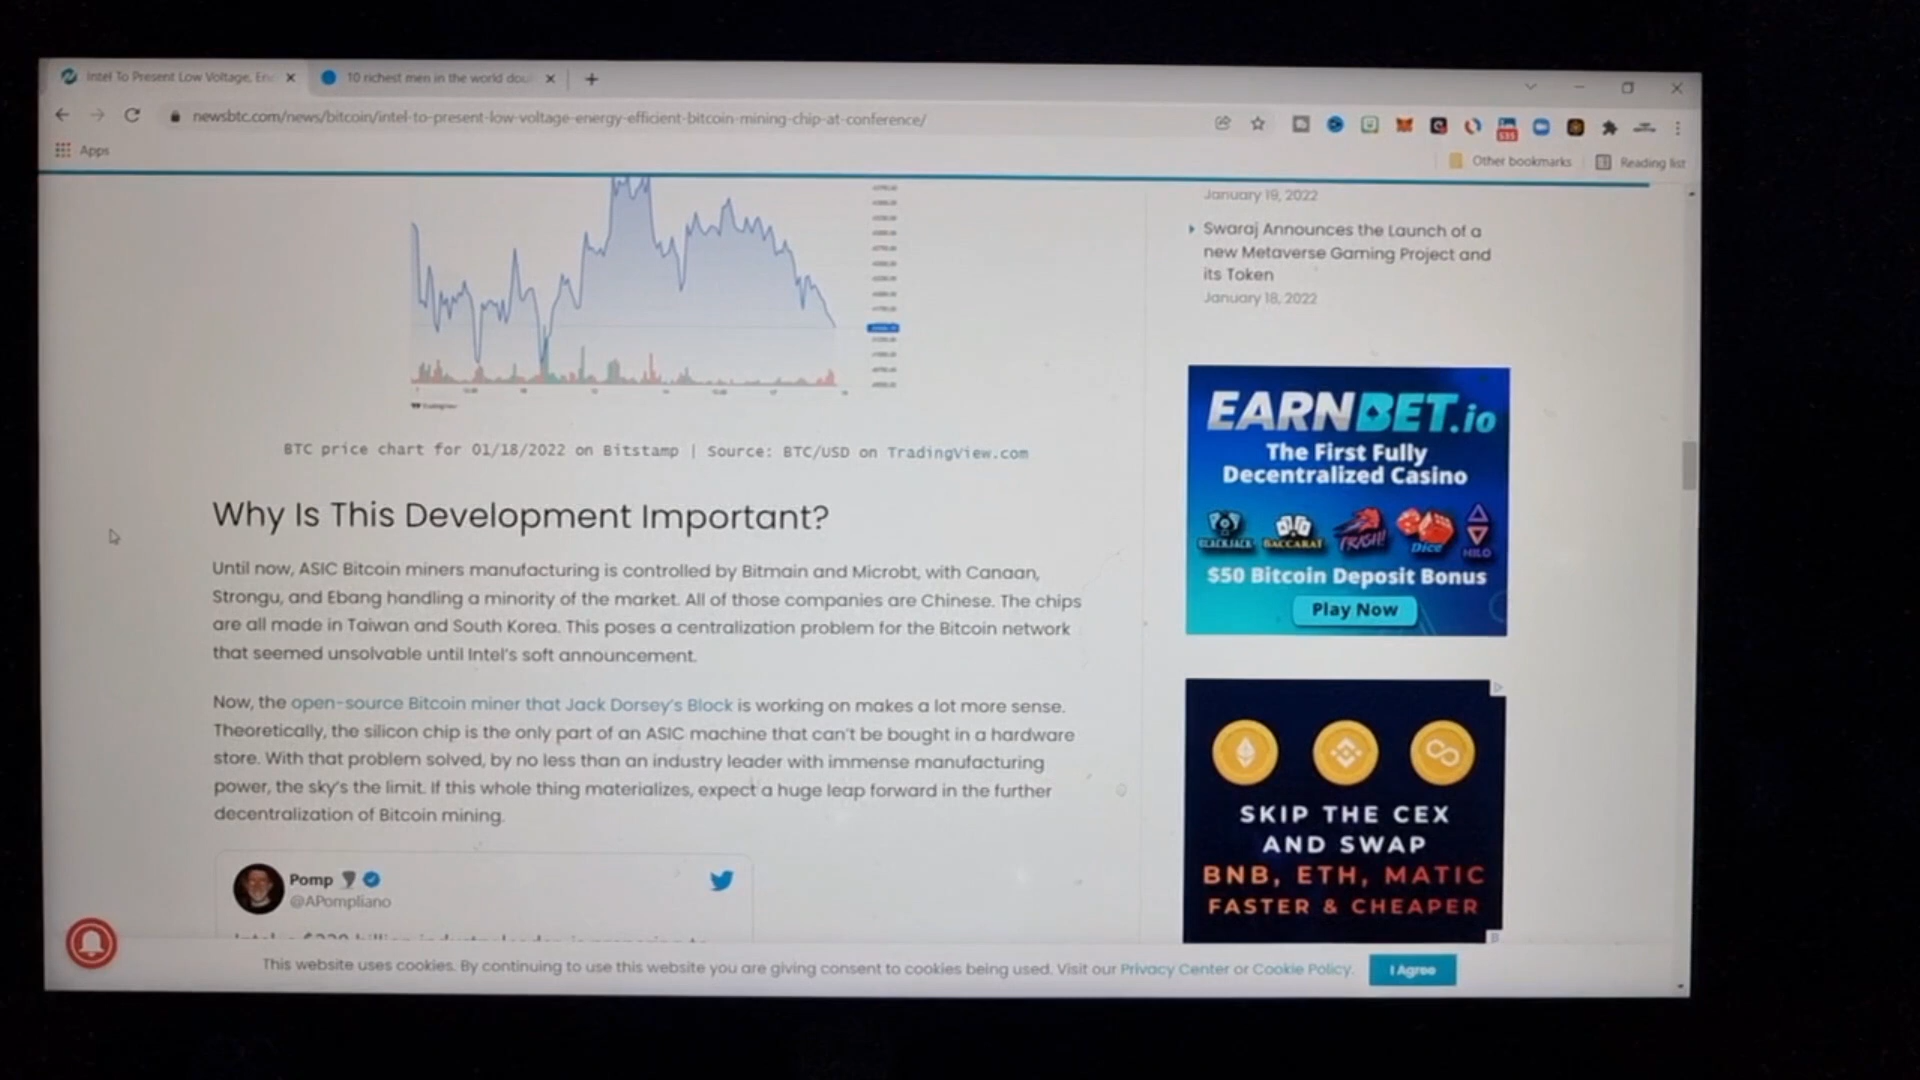 Intel To Present Low Voltage, En
10 richest men in the world dou
newsbtc.com/news/bitcoin/intel-to-present-low-voltage-energy-efficient-bitcoin-mining-chip-at-conference/
Apps
Other bookmarks
Reading list
January 19, 2022
Swaraj Announces the Launch of a
new Metaverse Gaming Project and
its Token
January 18, 2022
BTC price chart for 01/18/2022 on Bitstamp | Source: BTC/USD on TradingView.com
Why Is This Development Important?
Until now, ASIC Bitcoin miners manufacturing is controlled by Bitmain and Microbt, with Canaan,
Strongu, and Ebang handling a minority of the market. All of those companies are Chinese. The chips
are all made in Taiwan and South Korea. This poses a centralization problem for the Bitcoin network
that seemed unsolvable until Intel's soft announcement.
Now, the open-source Bitcoin miner that Jack Dorsey's Block is working on makes a lot more sense.
Theoretically, the silicon chip is the only part of an ASIC machine that can't be bought in a hardware
store. With that problem solved, by no less than an industry leader with immense manufacturing
power, the sky's the limit. If this whole thing materializes, expect a huge leap forward in the further
decentralization of Bitcoin mining.
Pomp
@APompliano
EARNBET.io
The First Fully
Decentralized Casino
BLACKJACK BACCARAT CRASH! Dice HILO
$50 Bitcoin Deposit Bonus
Play Now
SKIP THE CEX
AND SWAP
BNB, ETH, MATIC
FASTER & CHEAPER
This website uses cookies. By continuing to use this website you are giving consent to cookies being used. Visit our Privacy Center or Cookie Policy.
I Agree